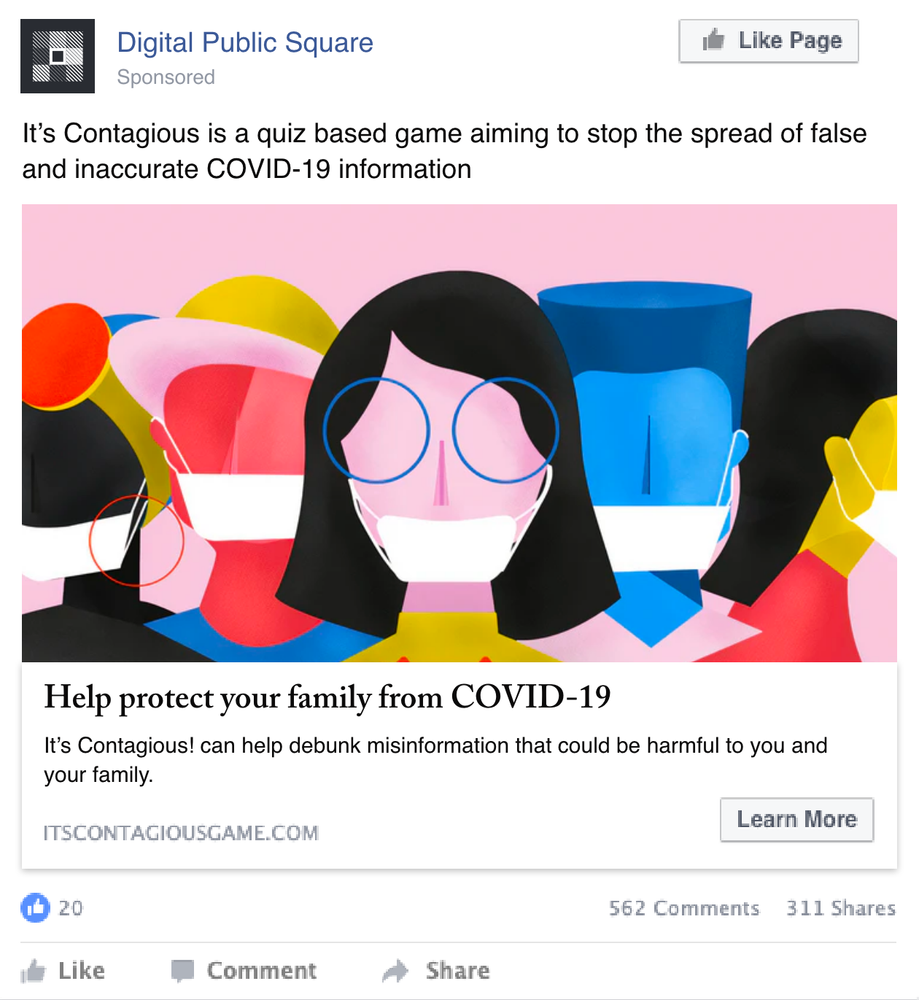 Digital Public Square
Like Page
Sponsored
It’s Contagious is a quiz based game aiming to stop the spread of false
and inaccurate COVID-19 information
Help protect your family from COVID-19
It’s Contagious! can help debunk misinformation that could be harmful to you and
your family.
Learn More
ITSCONTAGIOUSGAME.COM
20
562 Comments 311 Shares
Like Comment Share